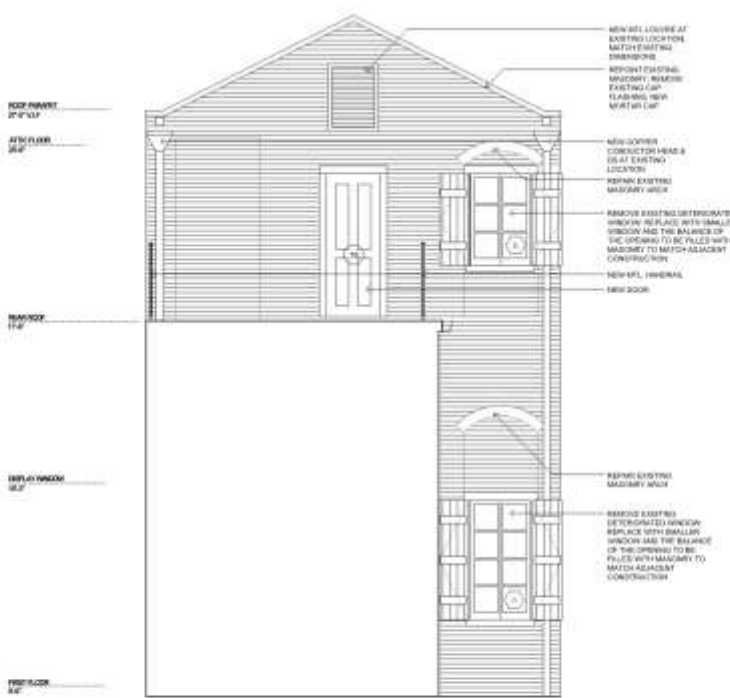 NEW MTL LOUVRE AT
EXISTING LOCATION,
MATCH EXISTING
DIMENSIONS
REPOINT EXISTING
MASONRY, REMOVE
EXISTING CAP
FLASHING, NEW
MORTAR CAP
ROOF PARAPET
ATTIC FLOOR
NEW COPPER
CONDUCTOR HEAD &
DS AT EXISTING
LOCATION
REPAIR EXISTING
MASONRY ARCH
REMOVE EXISTING DETERIORATED
WINDOW REPLACE WITH SMALLER
WINDOW AND THE BALANCE OF
THE OPENING TO BE FILLED WITH
MASONRY TO MATCH ADJACENT
CONSTRUCTION
NEW MTL. HANDRAIL
NEW DOOR
REAR ROOF
REPAIR EXISTING
MASONRY ARCH
DISPLAY WINDOW
REMOVE EXISTING
DETERIORATED WINDOW
REPLACE WITH SMALLER
WINDOW AND THE BALANCE
OF THE OPENING TO BE
FILLED WITH MASONRY TO
MATCH ADJACENT
CONSTRUCTION
FIRST FLOOR